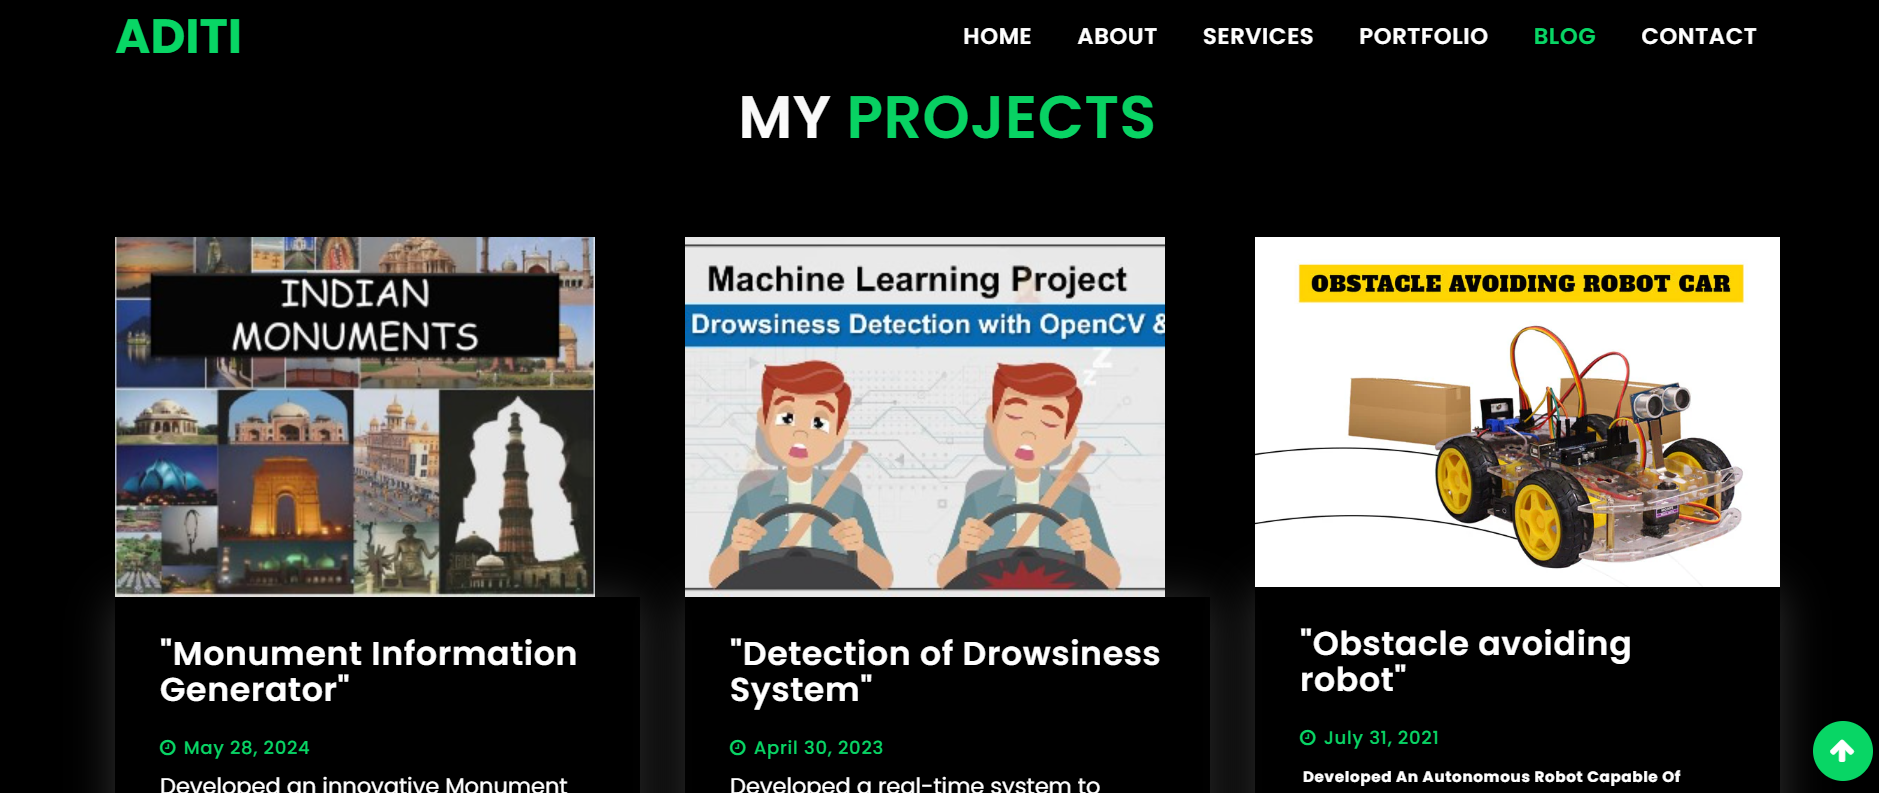 ADITI
HOME ABOUT SERVICES PORTFOLIO BLOG CONTACT
MY PROJECTS
INDIAN
MONUMENTS
Machine Learning Project
Drowsiness Detection with OpenCV &
z z
OBSTACLE AVOIDING ROBOT CAR
"Monument Information
Generator"
May 28, 2024
Developed an innovative Monument
"Detection of Drowsiness
System"
April 30, 2023
Developed a real-time system to
"Obstacle avoiding
robot"
July 31, 2021
Developed An Autonomous Robot Capable Of